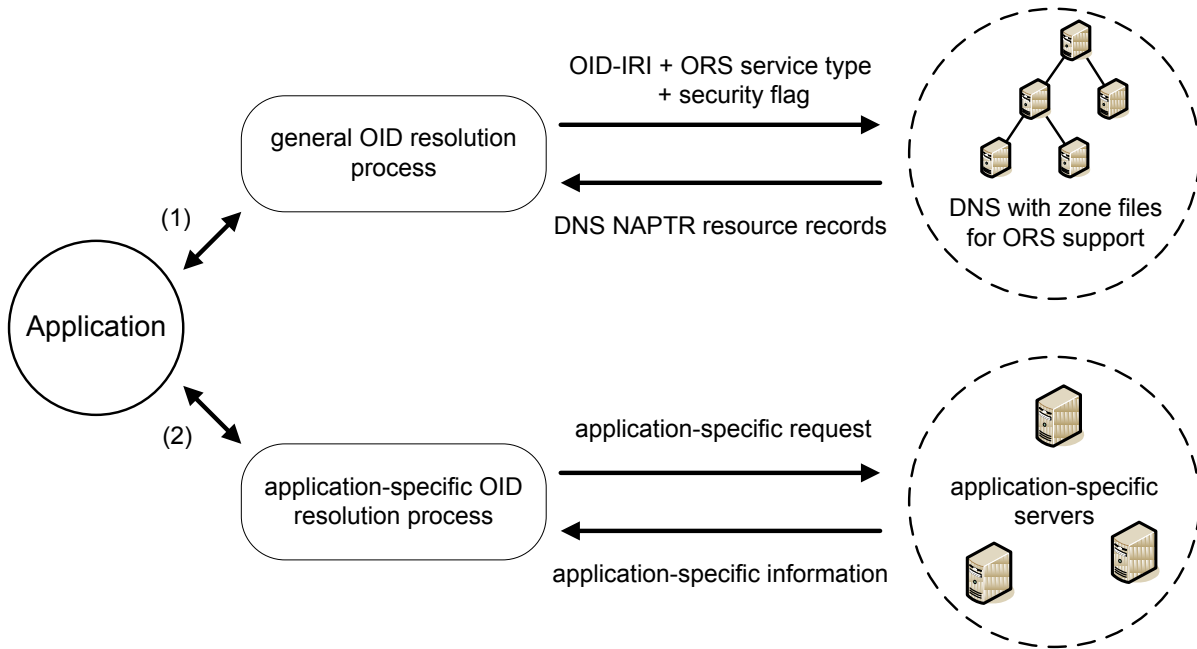 OID-IRI + ORS service type
+ security flag
general OID resolution
process
DNS NAPTR resource records
DNS with zone files
for ORS support
(1)
Application
(2)
application-specific request
application-specific OID
resolution process
application-specific
servers
application-specific information